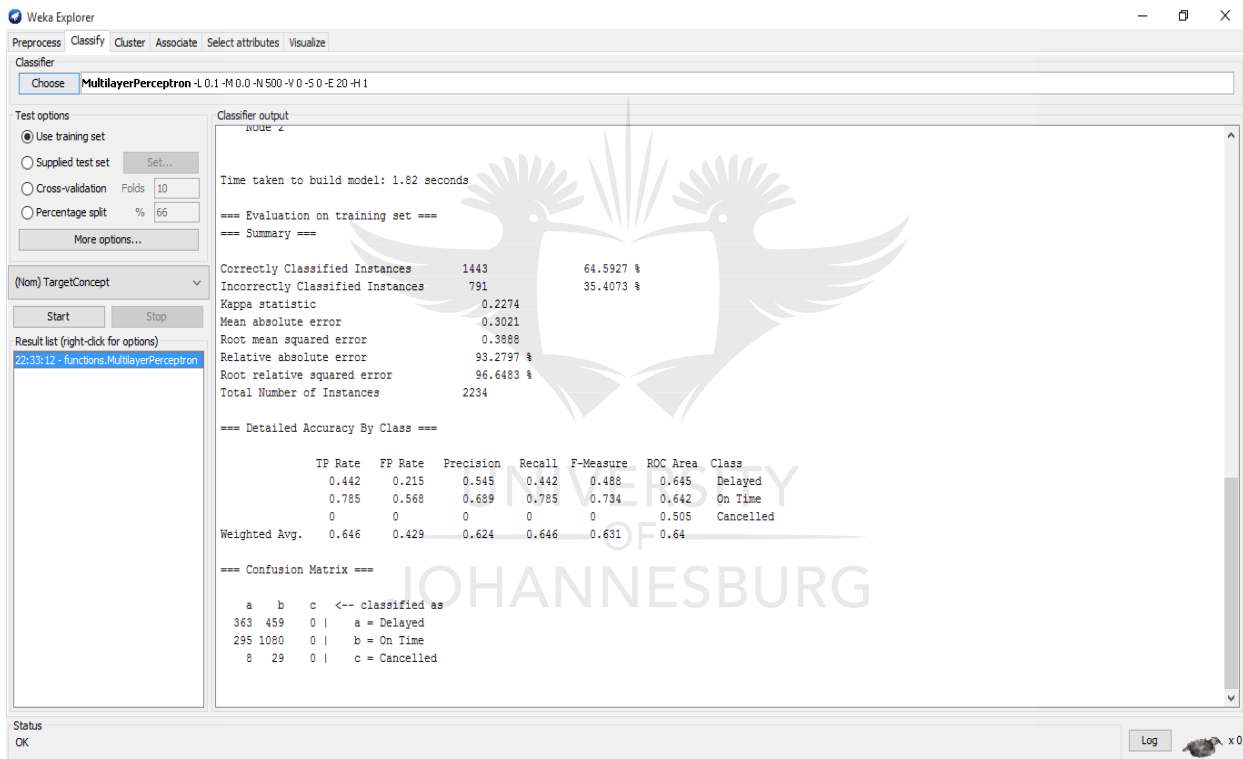 Weka Explorer
Preprocess Classify Cluster Associate Select attributes Visualize
Classifier
Choose MultilayerPerceptron -L 0.1 -M 0.0 -N 500 -V 0 -S 0 -E 20 -H 1
Test options
Use training set
Supplied test set Set...
Cross-validation Folds 10
Percentage split % 66
More options...
(Nom) TargetConcept
Start Stop
Result list (right-click for options)
22:33:12 - functions.MultilayerPerceptron
Classifier output
Node 2
Time taken to build model: 1.82 seconds
=== Evaluation on training set ===
=== Summary ===
Correctly Classified Instances 1443 64.5927 %
Incorrectly Classified Instances 791 35.4073 %
Kappa statistic 0.2274
Mean absolute error 0.3021
Root mean squared error 0.3888
Relative absolute error 93.2797 %
Root relative squared error 96.6483 %
Total Number of Instances 2234
=== Detailed Accuracy By Class ===
TP Rate FP Rate Precision Recall F-Measure ROC Area Class
0.442 0.215 0.545 0.442 0.488 0.645 Delayed
0.785 0.568 0.689 0.785 0.734 0.642 On Time
0 0 0 0 0 0.505 Cancelled
Weighted Avg. 0.646 0.429 0.624 0.646 0.631 0.64
=== Confusion Matrix ===
a b c <-- classified as
363 459 0 | a = Delayed
295 1080 0 | b = On Time
8 29 0 | c = Cancelled
UNIVERSITY
OF
JOHANNESBURG
Status
OK
Log x 0